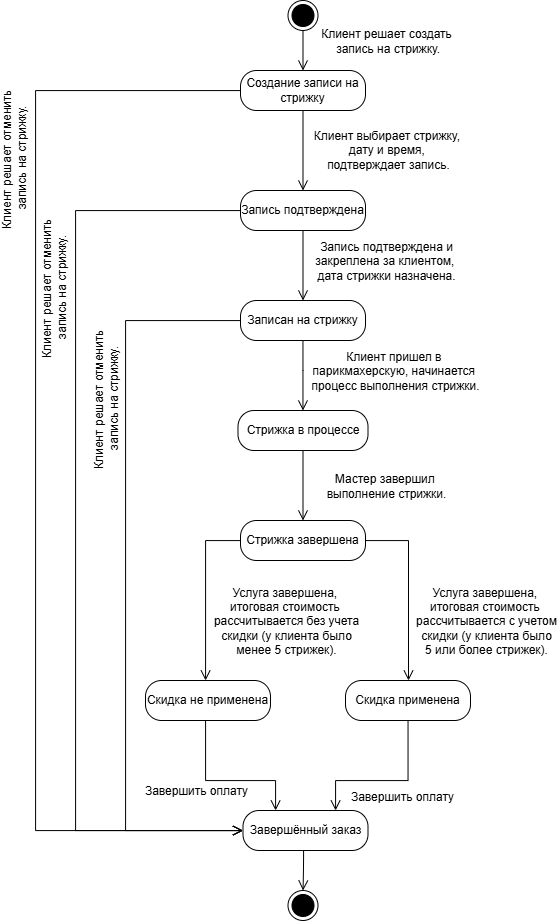 Клиент решает создать
запись на стрижку.
Создание записи на
стрижку
Клиент решает отменить
запись на стрижку.
Клиент выбирает стрижку,
дату и время,
подтверждает запись.
Запись подтверждена
Клиент решает отменить
запись на стрижку.
Запись подтверждена и
закреплена за клиентом,
дата стрижки назначена.
Записан на стрижку
Клиент решает отменить
запись на стрижку.
Клиент пришел в
парикмахерскую, начинается
процесс выполнения стрижки.
Стрижка в процессе
Мастер завершил
выполнение стрижки.
Стрижка завершена
Услуга завершена,
итоговая стоимость
рассчитывается без учета
скидки (у клиента было
менее 5 стрижек).
Услуга завершена,
итоговая стоимость
рассчитывается с учетом
скидки (у клиента было
5 или более стрижек).
Скидка не применена
Скидка применена
Завершить оплату
Завершить оплату
Завершённый заказ